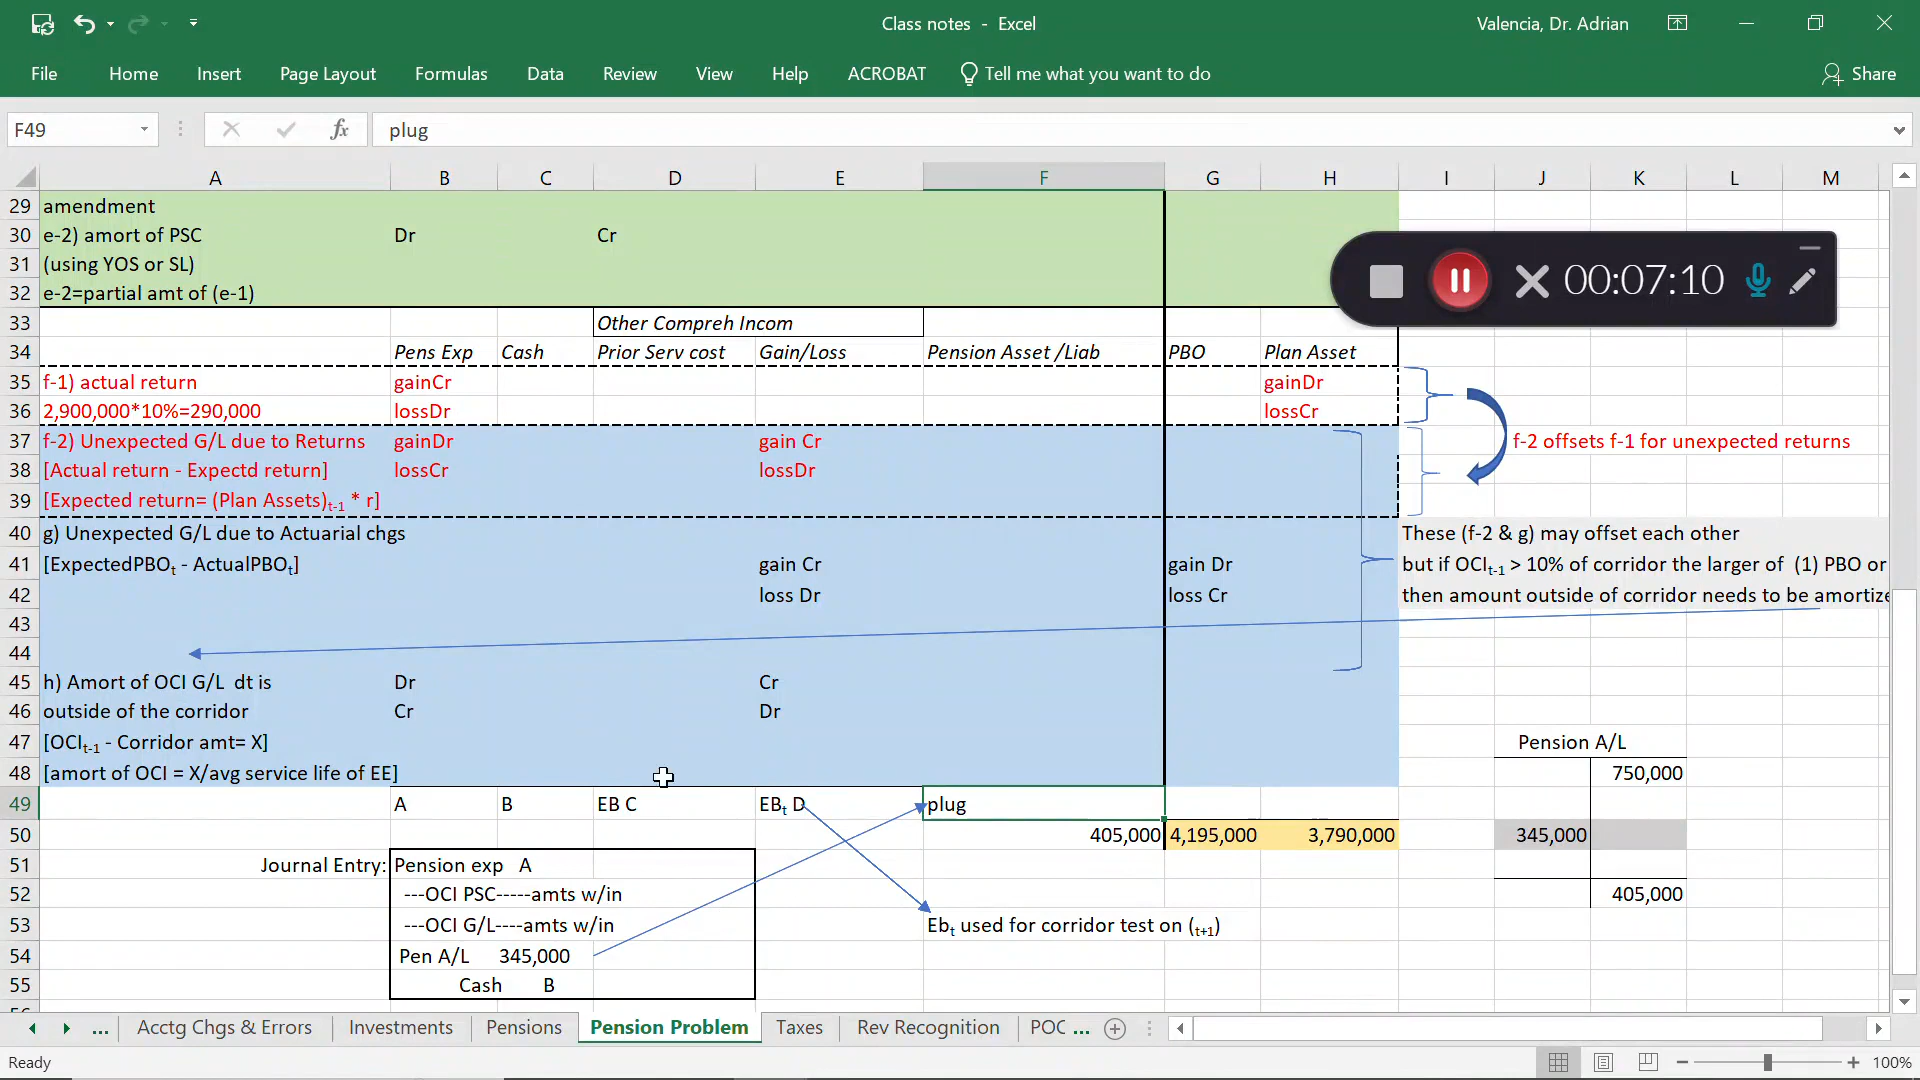 Class notes - Excel
Valencia, Dr. Adrian
File Home Insert Page Layout Formulas Data Review View Help ACROBAT Tell me what you want to do Share
F49 fx plug
A B C D E F G H I J K L M
29 amendment
30 e-2) amort of PSC Dr Cr
31 (using YOS or SL)
32 e-2=partial amt of (e-1)
00:07:10
33 Other Compreh Incom
34 Pens Exp Cash Prior Serv cost Gain/Loss Pension Asset /Liab PBO Plan Asset
35 f-1) actual return gainCr gainDr
36 2,900,000*10%=290,000 lossDr lossCr
37 f-2) Unexpected G/L due to Returns gainDr gain Cr f-2 offsets f-1 for unexpected returns
38 [Actual return - Expectd return] lossCr lossDr
39 [Expected return= (Plan Assets)t-1 * r]
40 g) Unexpected G/L due to Actuarial chgs These (f-2 & g) may offset each other
41 [ExpectedPBOt - ActualPBOt] gain Cr gain Dr but if OCIt-1 > 10% of corridor the larger of (1) PBO or
42 loss Dr loss Cr then amount outside of corridor needs to be amortize
43
44
45 h) Amort of OCI G/L dt is Dr Cr
46 outside of the corridor Cr Dr
47 [OCIt-1 - Corridor amt= X] Pension A/L
48 [amort of OCI = X/avg service life of EE] 750,000
49 A B EB C EBt D plug
50 405,000 4,195,000 3,790,000 345,000
51 Journal Entry: Pension exp A
52 ---OCI PSC-----amts w/in 405,000
53 ---OCI G/L----amts w/in Ebt used for corridor test on (t+1)
54 Pen A/L 345,000
55 Cash B
... Acctg Chgs & Errors Investments Pensions Pension Problem Taxes Rev Recognition POC ...
Ready 100%